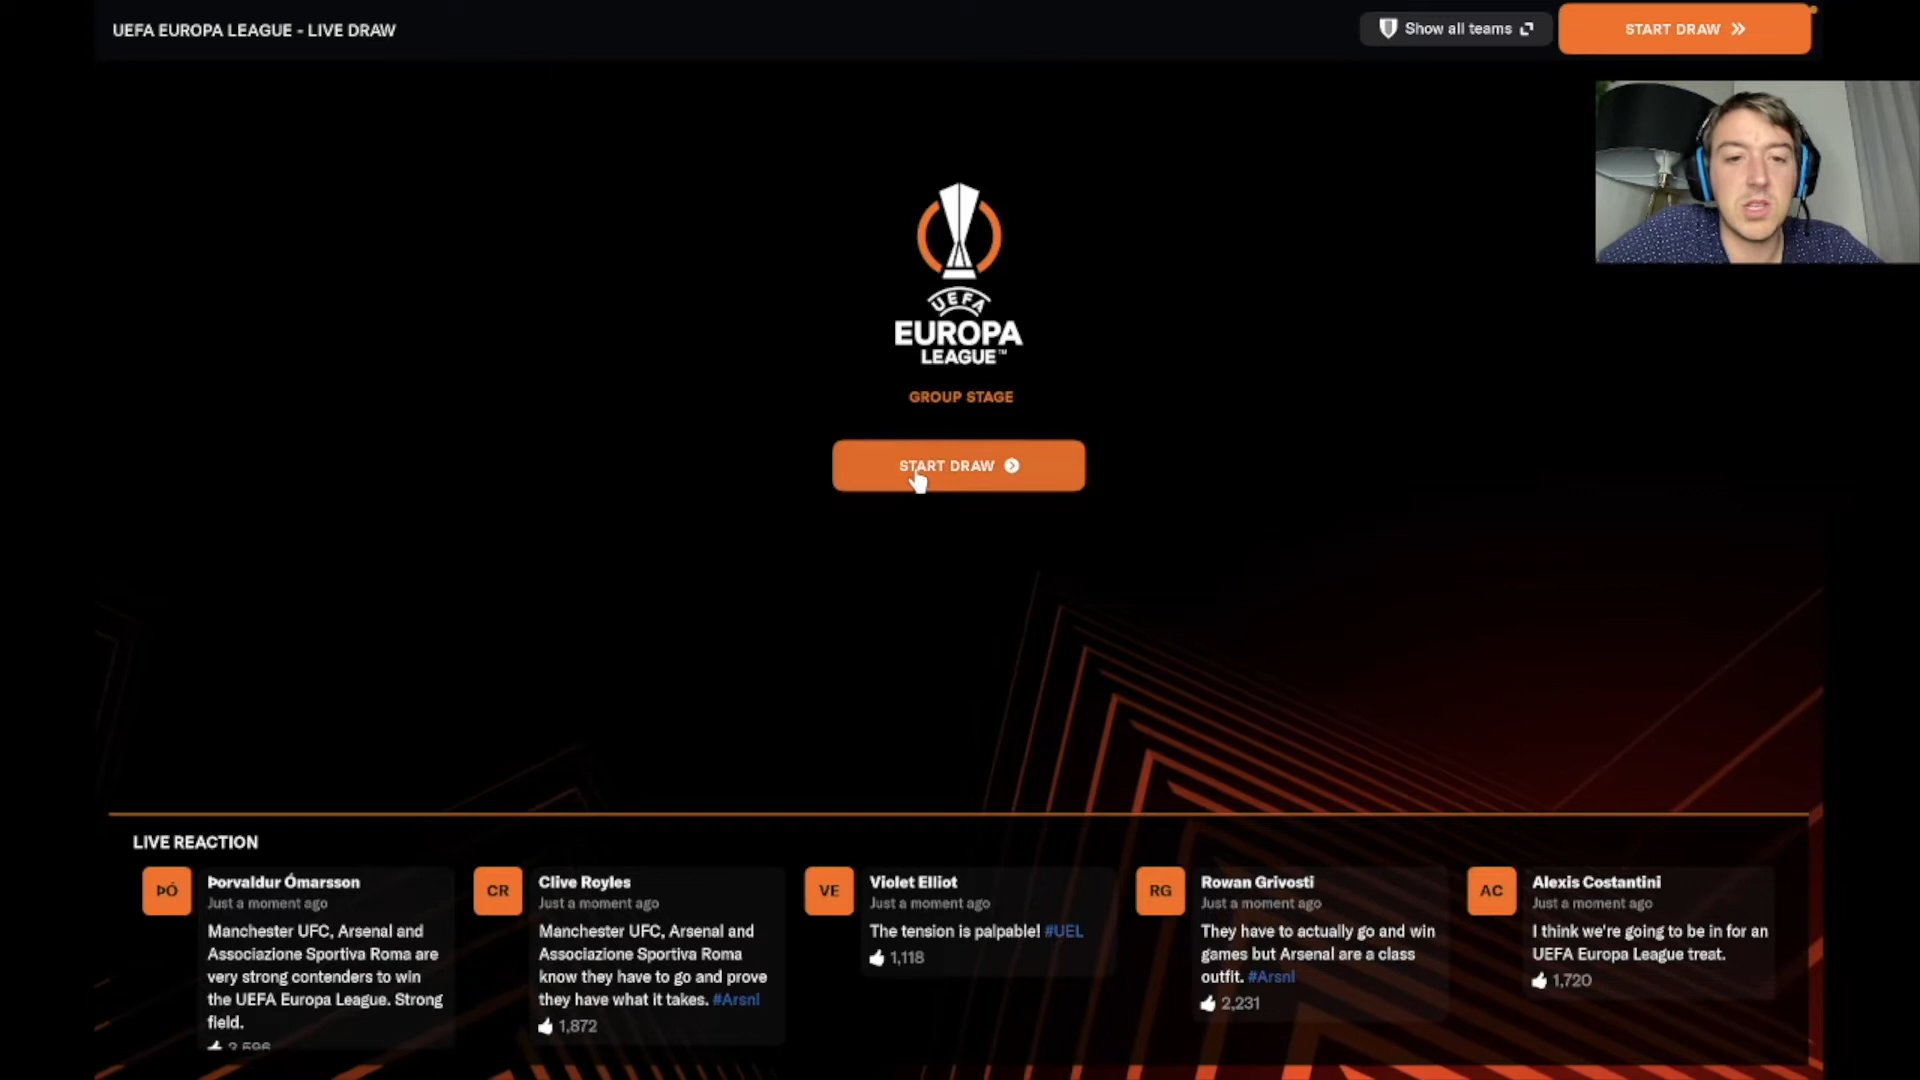 UEFA EUROPA LEAGUE - LIVE DRAW
Show all teams
START DRAW
UEFA
EUROPA
LEAGUE™
GROUP STAGE
START DRAW
LIVE REACTION
ÞÓ
Þorvaldur Ómarsson
Just a moment ago
Manchester UFC, Arsenal and
Associazione Sportiva Roma are
very strong contenders to win
the UEFA Europa League. Strong
field.
2,596
CR
Clive Royles
Just a moment ago
Manchester UFC, Arsenal and
Associazione Sportiva Roma
know they have to go and prove
they have what it takes. #Arsnl
1,872
VE
Violet Elliot
Just a moment ago
The tension is palpable! #UEL
1,118
RG
Rowan Grivosti
Just a moment ago
They have to actually go and win
games but Arsenal are a class
outfit. #Arsnl
2,231
AC
Alexis Costantini
Just a moment ago
I think we're going to be in for an
UEFA Europa League treat.
1,720